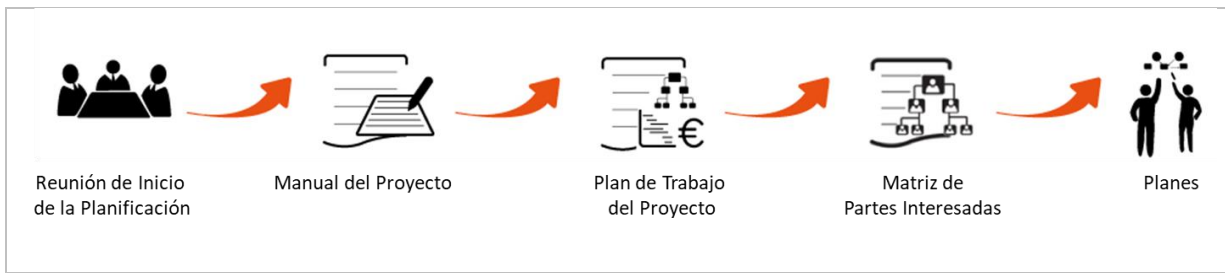 €
Reunión de Inicio
de la Planificación
Manual del Proyecto
Plan de Trabajo
del Proyecto
Matriz de
Partes Interesadas
Planes